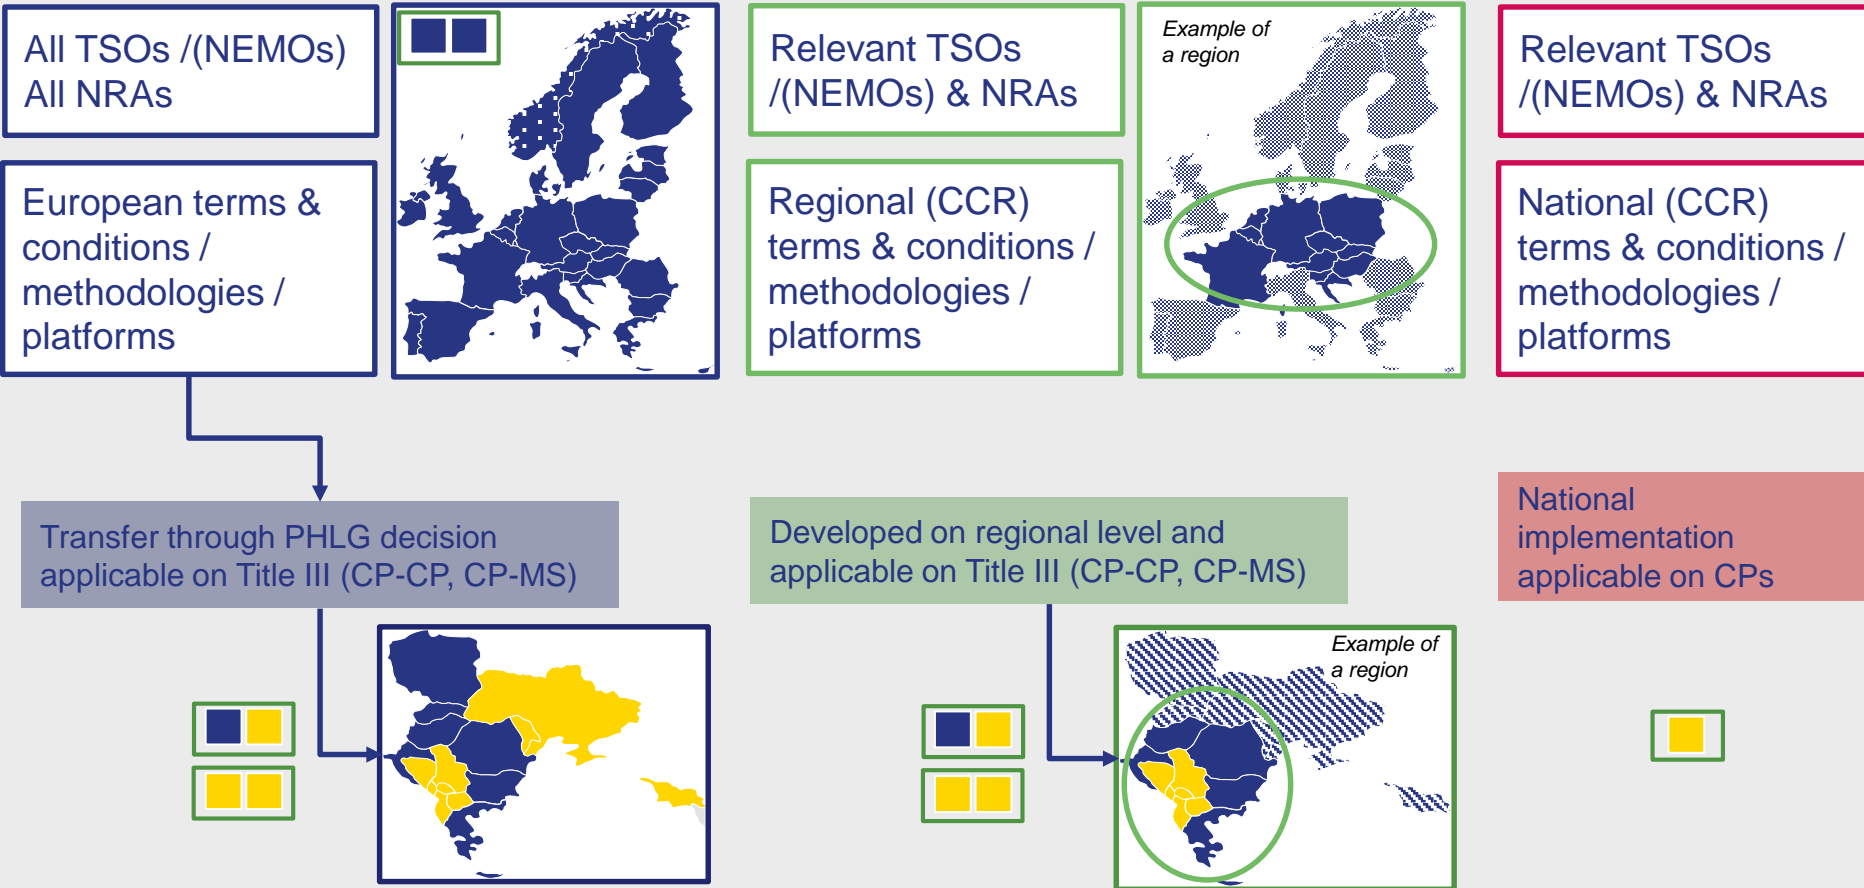 All TSOs /(NEMOs)
All NRAs
European terms &
conditions /
methodologies /
platforms
Relevant TSOs
/(NEMOs) & NRAs
Regional (CCR)
terms & conditions /
methodologies /
platforms
Example of
a region
Relevant TSOs
/(NEMOs) & NRAs
National (CCR)
terms & conditions /
methodologies /
platforms
Transfer through PHLG decision
applicable on Title III (CP-CP, CP-MS)
Developed on regional level and
applicable on Title III (CP-CP, CP-MS)
Example of
a region
National
implementation
applicable on CPs